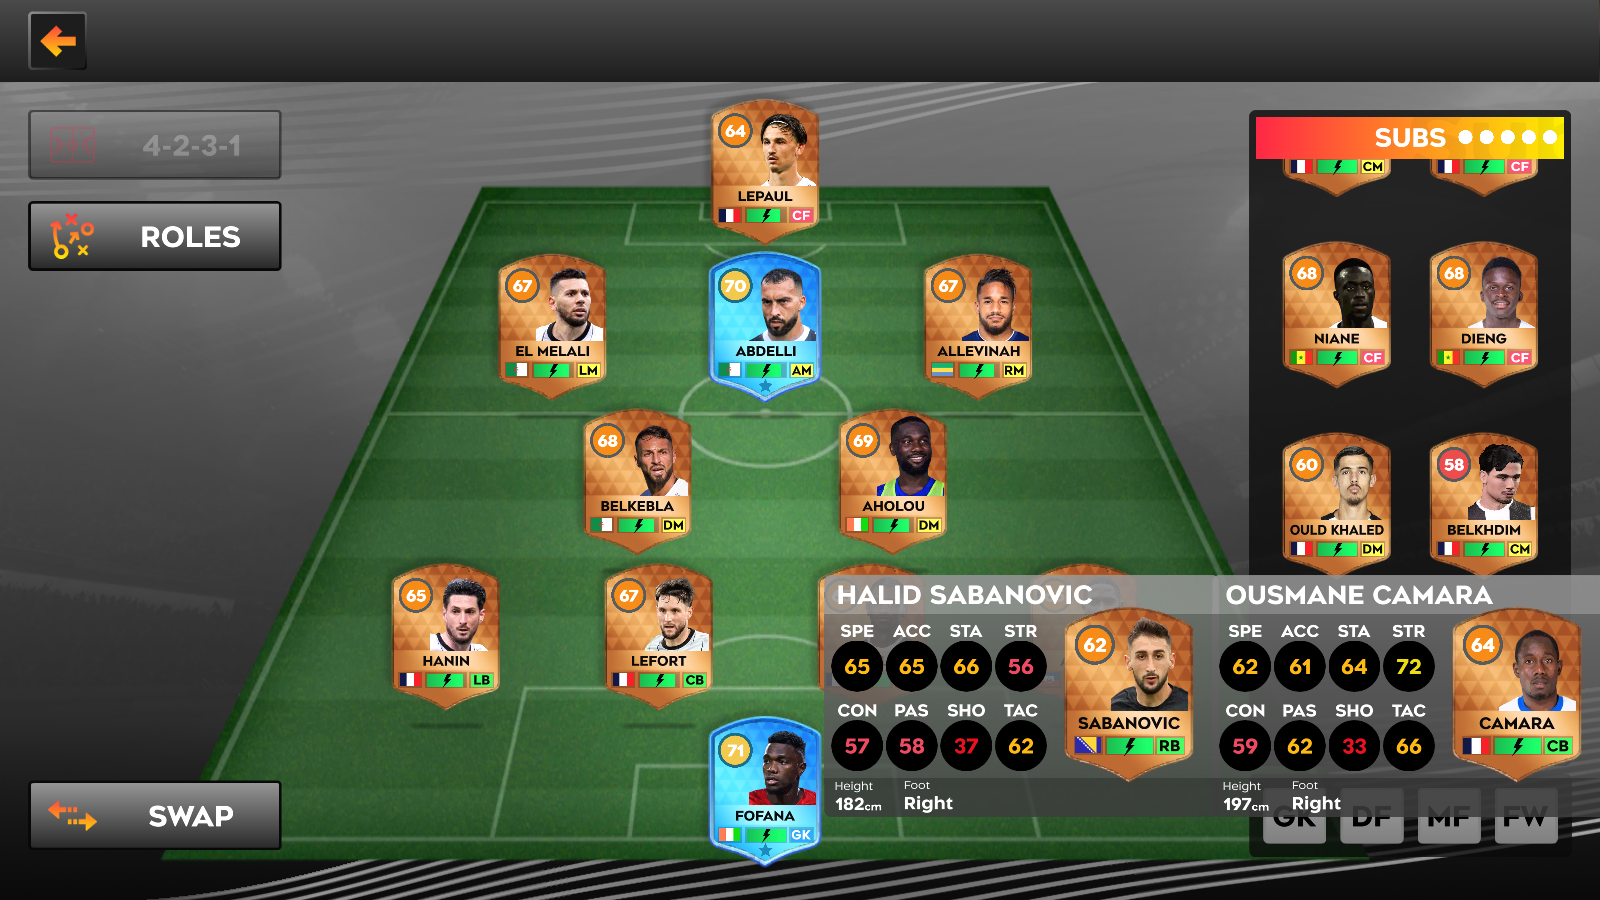 4-2-3-1
ROLES
64
LEPAUL
CF
67
EL MELALI
LM
70
ABDELLI
AM
67
ALLEVINAH
RM
68
BELKEBLA
DM
69
AHOLOU
DM
65
HANIN
LB
67
LEFORT
CB
71
FOFANA
GK
SWAP
SUBS
CM
CF
68
NIANE
CF
68
DIENG
CF
60
OULD KHALED
DM
58
BELKHDIM
CM
HALID SABANOVIC
SPE ACC STA STR
65 65 66 56
CON PAS SHO TAC
57 58 37 62
Height Foot
182cm Right
62
SABANOVIC
RB
OUSMANE CAMARA
SPE ACC STA STR
62 61 64 72
CON PAS SHO TAC
59 62 33 66
Height Foot
197cm Right
64
CAMARA
CB
GK DF MF FW